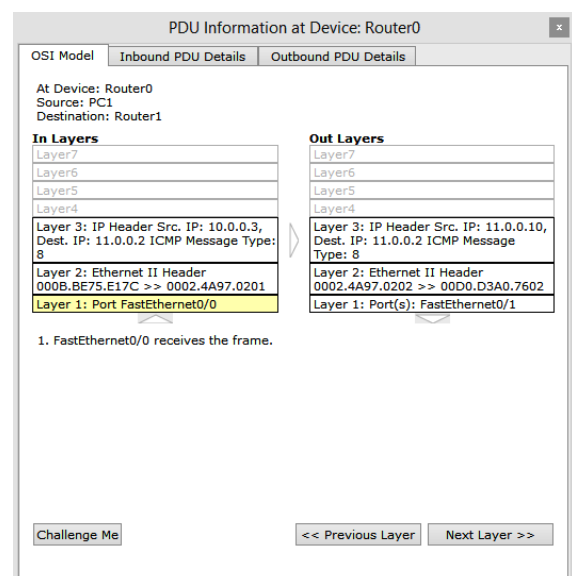 PDU Information at Device: Router0
x
OSI Model
Inbound PDU Details
Outbound PDU Details
At Device: Router0
Source: PC1
Destination: Router1
In Layers
Layer7
Layer6
Layer5
Layer4
Layer 3: IP Header Src. IP: 10.0.0.3,
Dest. IP: 11.0.0.2 ICMP Message Type:
8
Layer 2: Ethernet II Header
000B.BE75.E17C >> 0002.4A97.0201
Layer 1: Port FastEthernet0/0
Out Layers
Layer7
Layer6
Layer5
Layer4
Layer 3: IP Header Src. IP: 11.0.0.10,
Dest. IP: 11.0.0.2 ICMP Message
Type: 8
Layer 2: Ethernet II Header
0002.4A97.0202 >> 00D0.D3A0.7602
Layer 1: Port(s): FastEthernet0/1
1. FastEthernet0/0 receives the frame.
Challenge Me
<< Previous Layer
Next Layer >>